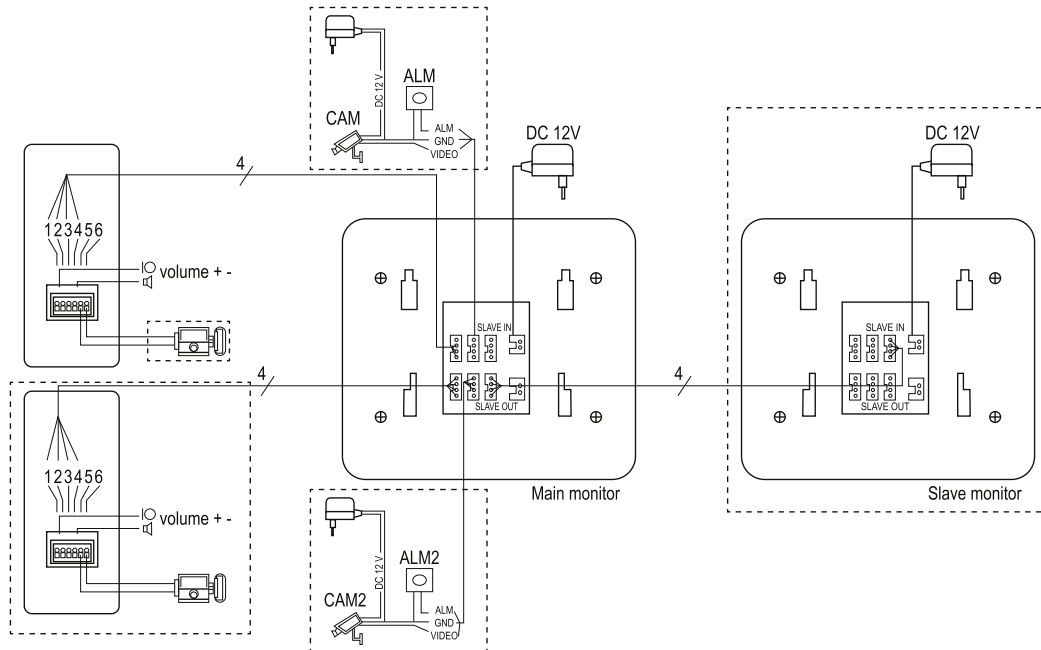 DC 12 V
ALM
CAM
ALM
GND
VIDEO
DC 12V
DC 12V
4
123456
volume + -
SLAVE IN
SLAVE OUT
SLAVE IN
SLAVE OUT
4
4
123456
volume + -
Main monitor
Slave monitor
DC 12 V
ALM2
CAM2
ALM
GND
VIDEO